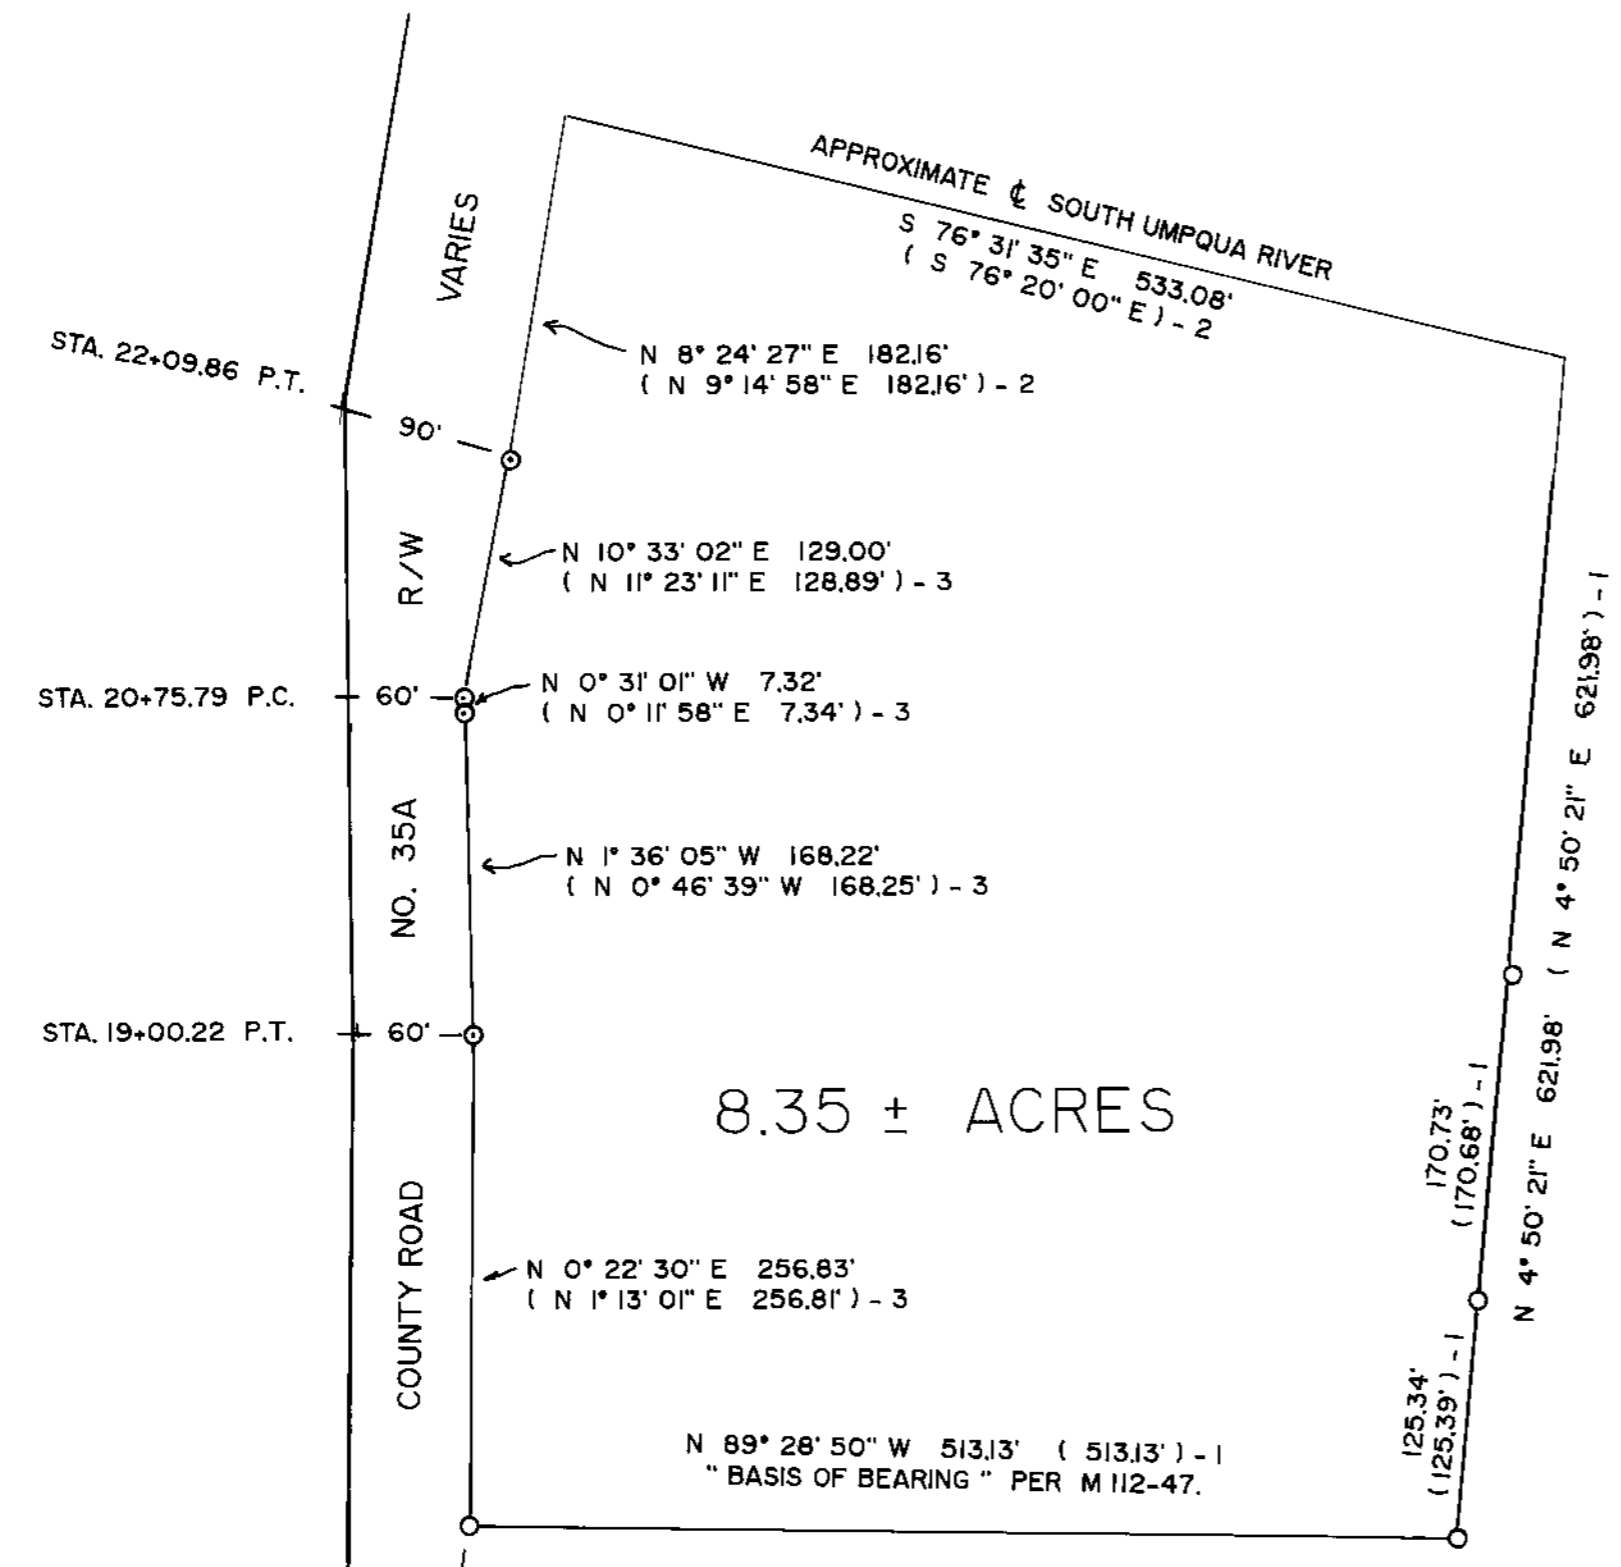 APPROXIMATE ℄ SOUTH UMPQUA RIVER
S 76° 31' 35" E 533.08'
( S 76° 20' 00" E ) - 2
VARIES
STA. 22+09.86 P.T.
90'
N 8° 24' 27" E 182.16'
( N 9° 14' 58" E 182.16' ) - 2
R/W
N 10° 33' 02" E 129.00'
( N 11° 23' 11" E 128.89' ) - 3
STA. 20+75.79 P.C.
60'
N 0° 31' 01" W 7.32'
( N 0° 11' 58" E 7.34' ) - 3
NO. 35A
N 1° 36' 05" W 168.22'
( N 0° 46' 39" W 168.25' ) - 3
STA. 19+00.22 P.T.
60'
8.35 ± ACRES
COUNTY ROAD
N 0° 22' 30" E 256.83'
( N 1° 13' 01" E 256.81' ) - 3
N 4° 50' 21" E 621.98' ( N 4° 50' 21" E 621.98' ) - 1
170.73'
(170.68' ) - 1
125.34'
(125.39' ) - 1
N 89° 28' 50" W 513.13' ( 513.13' ) - 1
" BASIS OF BEARING " PER M 112-47.